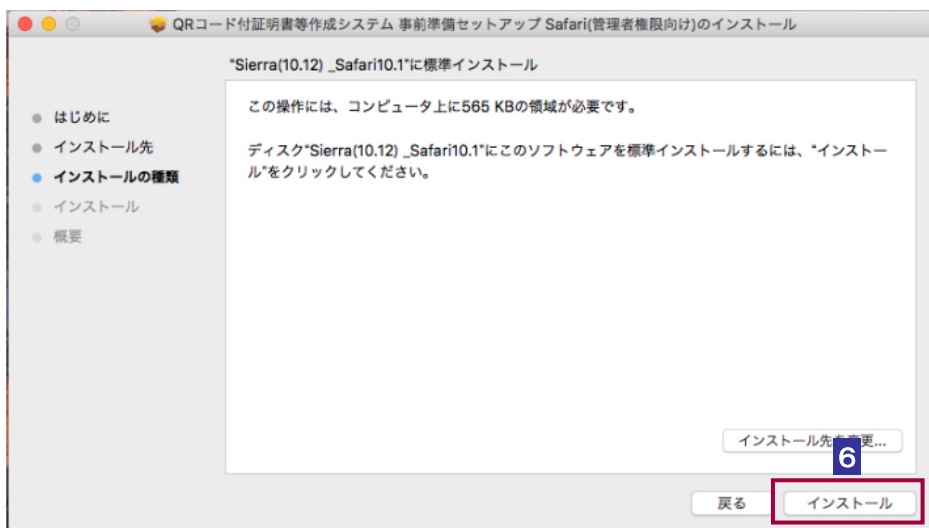 QRコード付証明書等作成システム 事前準備セットアップ Safari(管理者権限向け)のインストール
"Sierra(10.12) _Safari10.1"に標準インストール
はじめに
インストール先
インストールの種類
インストール
概要
この操作には、コンピュータ上に565 KBの領域が必要です。
ディスク"Sierra(10.12) _Safari10.1"にこのソフトウェアを標準インストールするには、"インストー
ル"をクリックしてください。
インストール先 更...
6
戻る
インストール